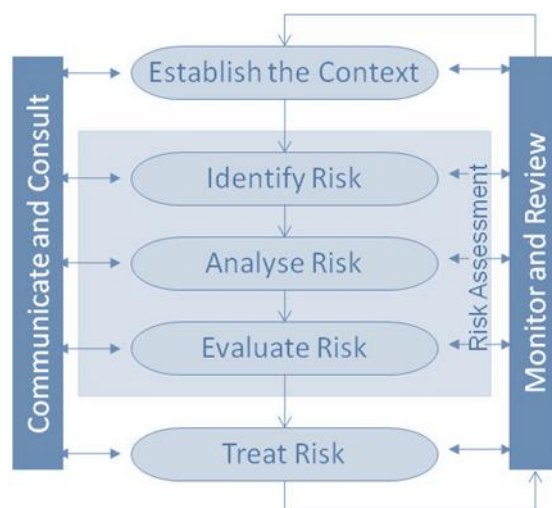 Establish the Context
Communicate and Consult
Identify Risk
Analyse Risk
Evaluate Risk
Risk Assessment
Monitor and Review
Treat Risk